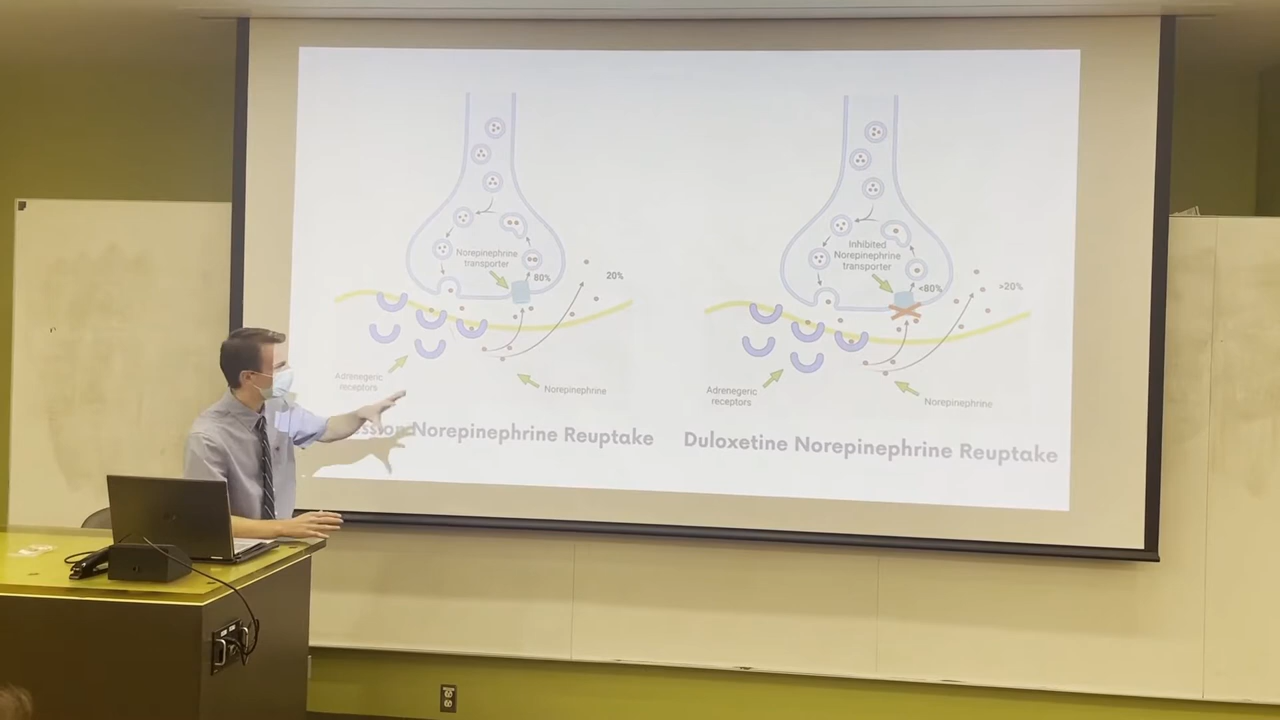 Norepinephrine
transporter
80%
20%
Adrenegeric
receptors
Norepinephrine
ession Norepinephrine Reuptake
Inhibited
Norepinephrine
transporter
<80%
>20%
Adrenegeric
receptors
Norepinephrine
Duloxetine Norepinephrine Reuptake